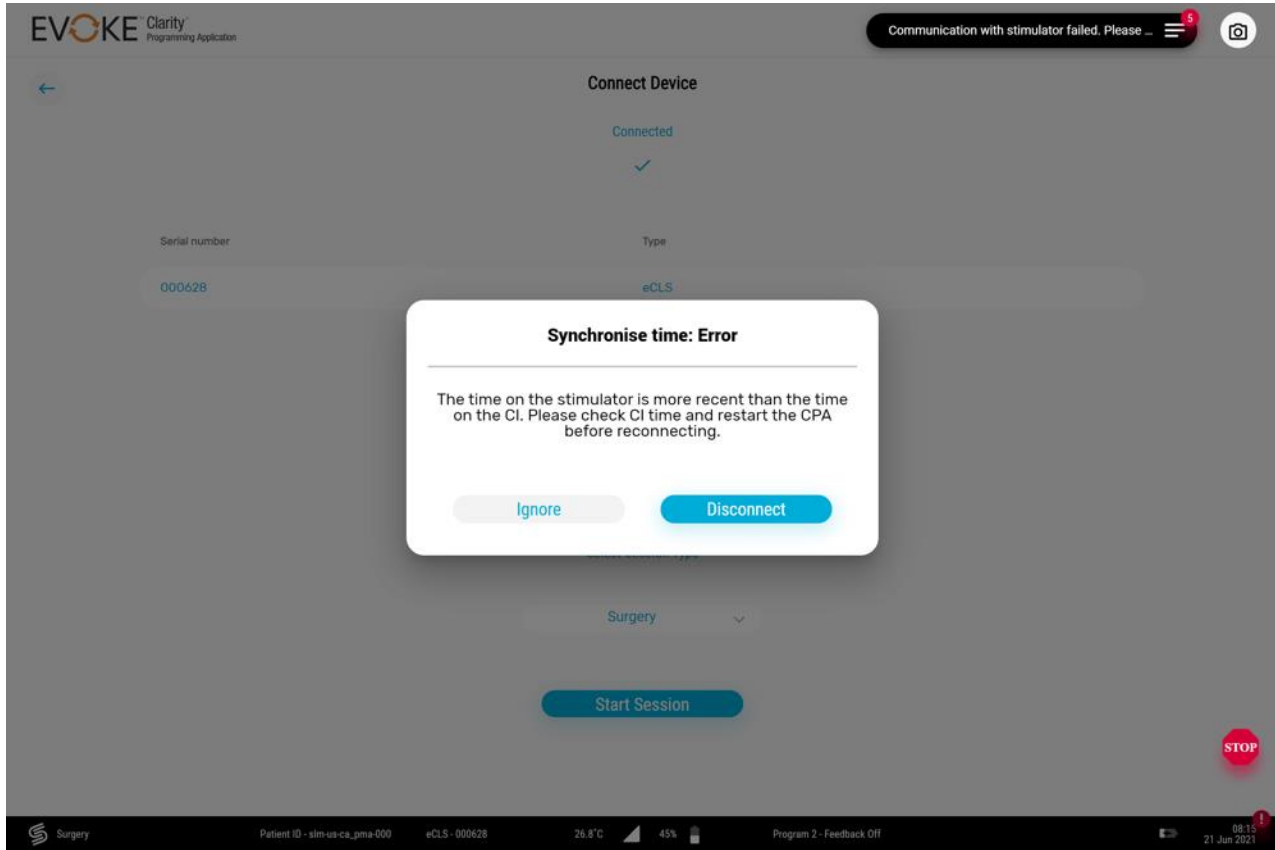 EVOKE Clarity
Programming Application
Communication with stimulator failed. Please ...
5
Connect Device
Connected
Serial number Type
000628 eCLS
Synchronise time: Error
The time on the stimulator is more recent than the time
on the CI. Please check CI time and restart the CPA
before reconnecting.
Ignore Disconnect
Surgery
Start Session
STOP
Surgery Patient ID - slm-us-ca_pma-000 eCLS - 000628 26.8°C 45% Program 2 - Feedback Off 08:15
21 Jun 2021